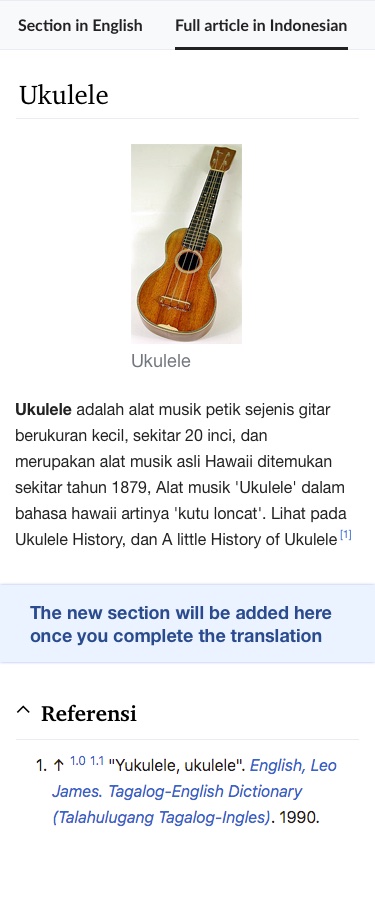 Section in English
Full article in Indonesian
Ukulele
Ukulele
Ukulele adalah alat musik petik sejenis gitar
berukuran kecil, sekitar 20 inci, dan
merupakan alat musik asli Hawaii ditemukan
sekitar tahun 1879, Alat musik 'Ukulele' dalam
bahasa hawaii artinya 'kutu loncat'. Lihat pada
Ukulele History, dan A little History of Ukulele [1]
The new section will be added here
once you complete the translation
Referensi
1. ↑ 1.0 1.1 "Yukulele, ukulele". English, Leo
James. Tagalog-English Dictionary
(Talahulugang Tagalog-Ingles). 1990.